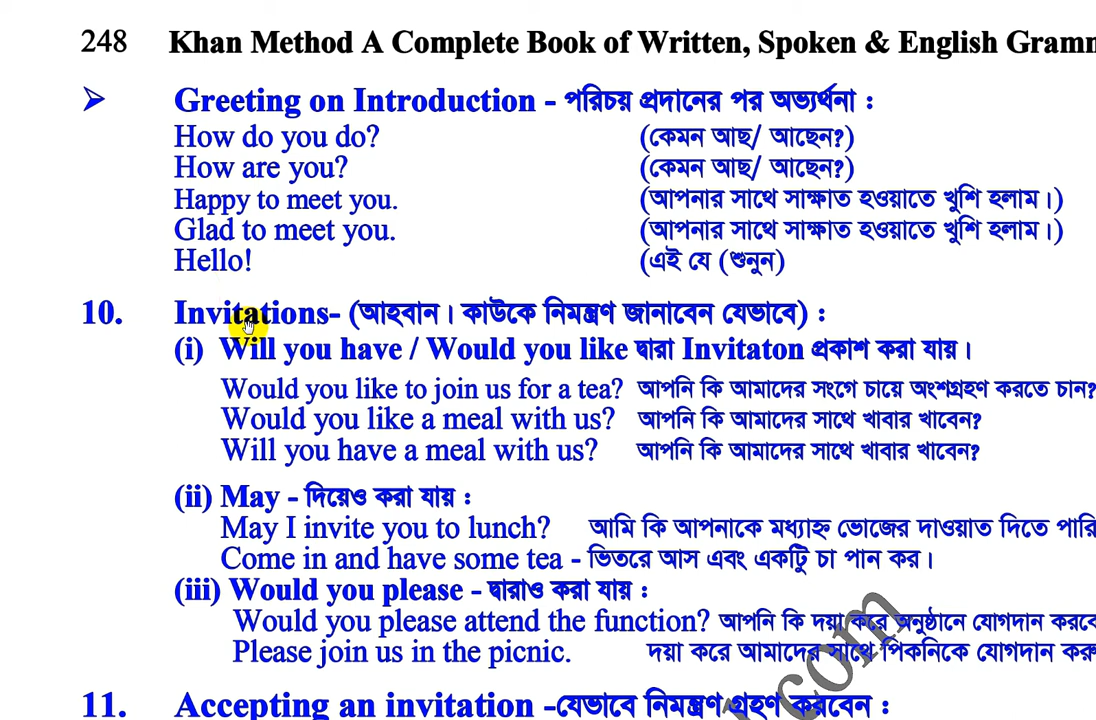 248 Khan Method A Complete Book of Written, Spoken & English
➢ Greeting on Introduction - পরিচয় প্রদানের পর অভ্যর্থনা :
How do you do? (কেমন আছ/ আছেন?)
How are you? (কেমন আছ/ আছেন?)
Happy to meet you. (আপনার সাথে সাক্ষাত হওয়াতে খুশি হলাম।)
Glad to meet you. (আপনার সাথে সাক্ষাত হওয়াতে খুশি হলাম।)
Hello! (এই যে (শুনুন)
10. Invitations- (আহবান। কাউকে নিমন্ত্রণ জানাবেন যেভাবে) :
(i) Will you have / Would you like দ্বারা Invitaton প্রকাশ করা যায়।
Would you like to join us for a tea? আপনি কি আমাদের সংগে চায়ে অংশগ্রহণ করতে চান?
Would you like a meal with us? আপনি কি আমাদের সাথে খাবার খাবেন?
Will you have a meal with us? আপনি কি আমাদের সাথে খাবার খাবেন?
(ii) May - দিয়েও করা যায় :
May I invite you to lunch? আমি কি আপনাকে মধ্যাহ্ন ভোজের দাওয়াত দিতে পারি
Come in and have some tea - ভিতরে আস এবং একটু চা পান কর।
(iii) Would you please - দ্বারাও করা যায় :
Would you please attend the function? আপনি কি দয়া করে অনুষ্ঠানে যোগদান
Please join us in the picnic. দয়া করে আমাদের সাথে পিকনিকে যোগদান
11. Accepting an invitation -যেভাবে নিমন্ত্রণ গ্রহণ করবেন :